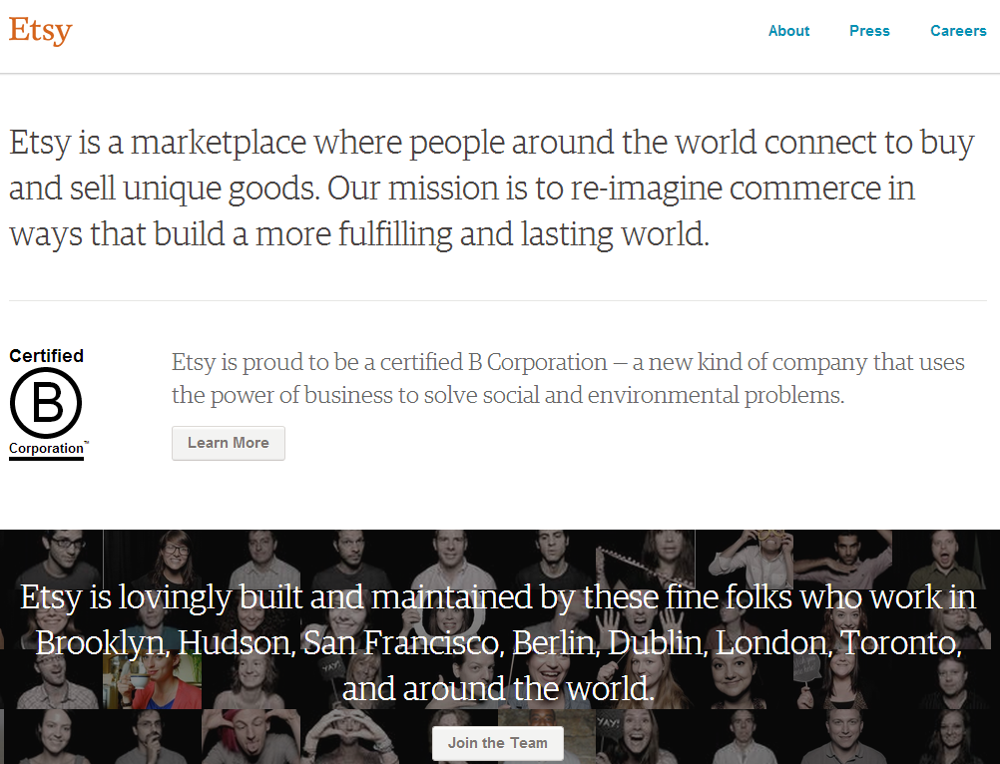 Etsy
About Press Careers
Etsy is a marketplace where people around the world connect to buy
and sell unique goods. Our mission is to re-imagine commerce in
ways that build a more fulfilling and lasting world.
Certified
B
Corporation™
Etsy is proud to be a certified B Corporation — a new kind of company that uses
the power of business to solve social and environmental problems.
Learn More
Etsy is lovingly built and maintained by these fine folks who work in
Brooklyn, Hudson, San Francisco, Berlin, Dublin, London, Toronto,
and around the world.
YAY!
YAY!
Join the Team